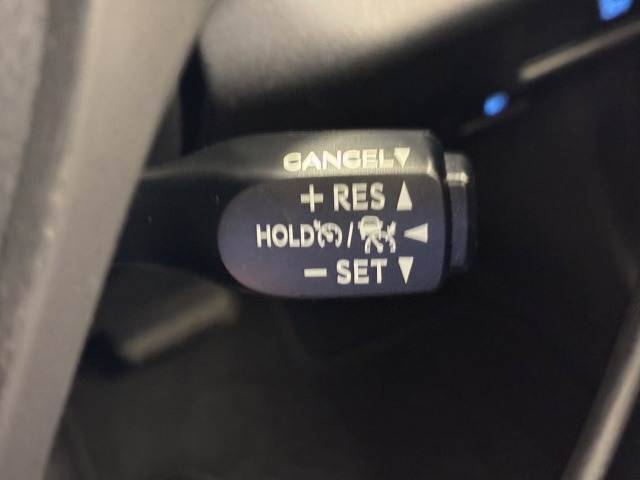 CANCEL▼
+ RES ▲
HOLD / ◀
− SET ▼